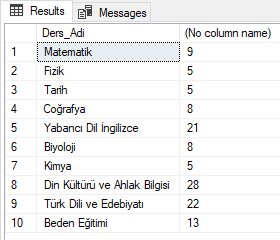 Results Messages
Ders_Adi (No column name)
1 Matematik 9
2 Fizik 5
3 Tarih 5
4 Coğrafya 8
5 Yabancı Dil İngilizce 21
6 Biyoloji 8
7 Kimya 5
8 Din Kültürü ve Ahlak Bilgisi 28
9 Türk Dili ve Edebiyatı 22
10 Beden Eğitimi 13